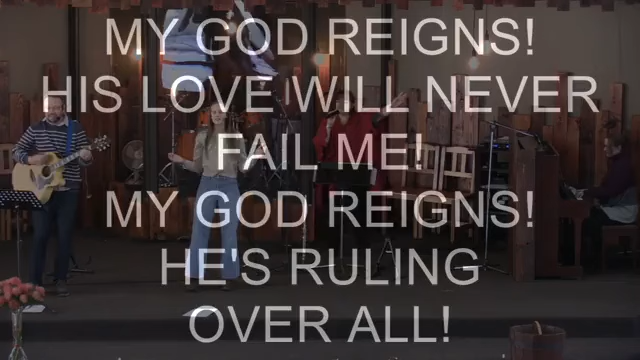 MY GOD REIGNS!
HIS LOVE WILL NEVER
FAIL ME!
MY GOD REIGNS!
HE'S RULING
OVER ALL!